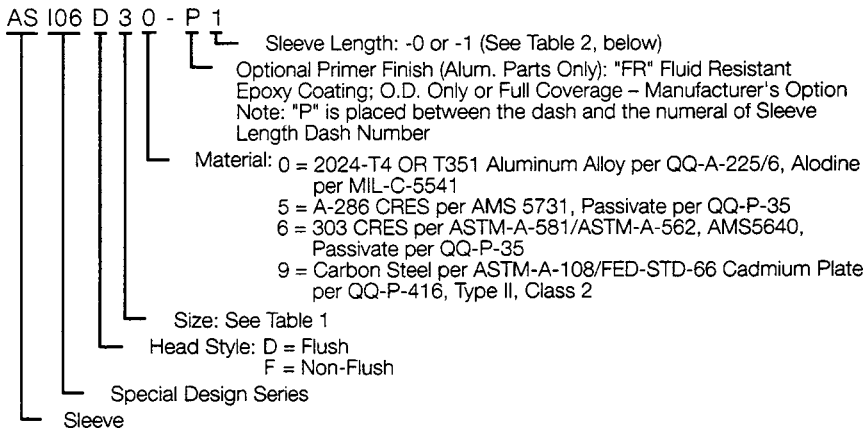 AS I06 D 3 0 - P 1
Sleeve Length: -0 or -1 (See Table 2, below)
Optional Primer Finish (Alum. Parts Only): "FR" Fluid Resistant
Epoxy Coating; O.D. Only or Full Coverage – Manufacturer's Option
Note: "P" is placed between the dash and the numeral of Sleeve
Length Dash Number
Material: 0 = 2024-T4 OR T351 Aluminum Alloy per QQ-A-225/6, Alodine
per MIL-C-5541
5 = A-286 CRES per AMS 5731, Passivate per QQ-P-35
6 = 303 CRES per ASTM-A-581/ASTM-A-562, AMS5640,
Passivate per QQ-P-35
9 = Carbon Steel per ASTM-A-108/FED-STD-66 Cadmium Plate
per QQ-P-416, Type II, Class 2
Size: See Table 1
Head Style: D = Flush
F = Non-Flush
Special Design Series
Sleeve